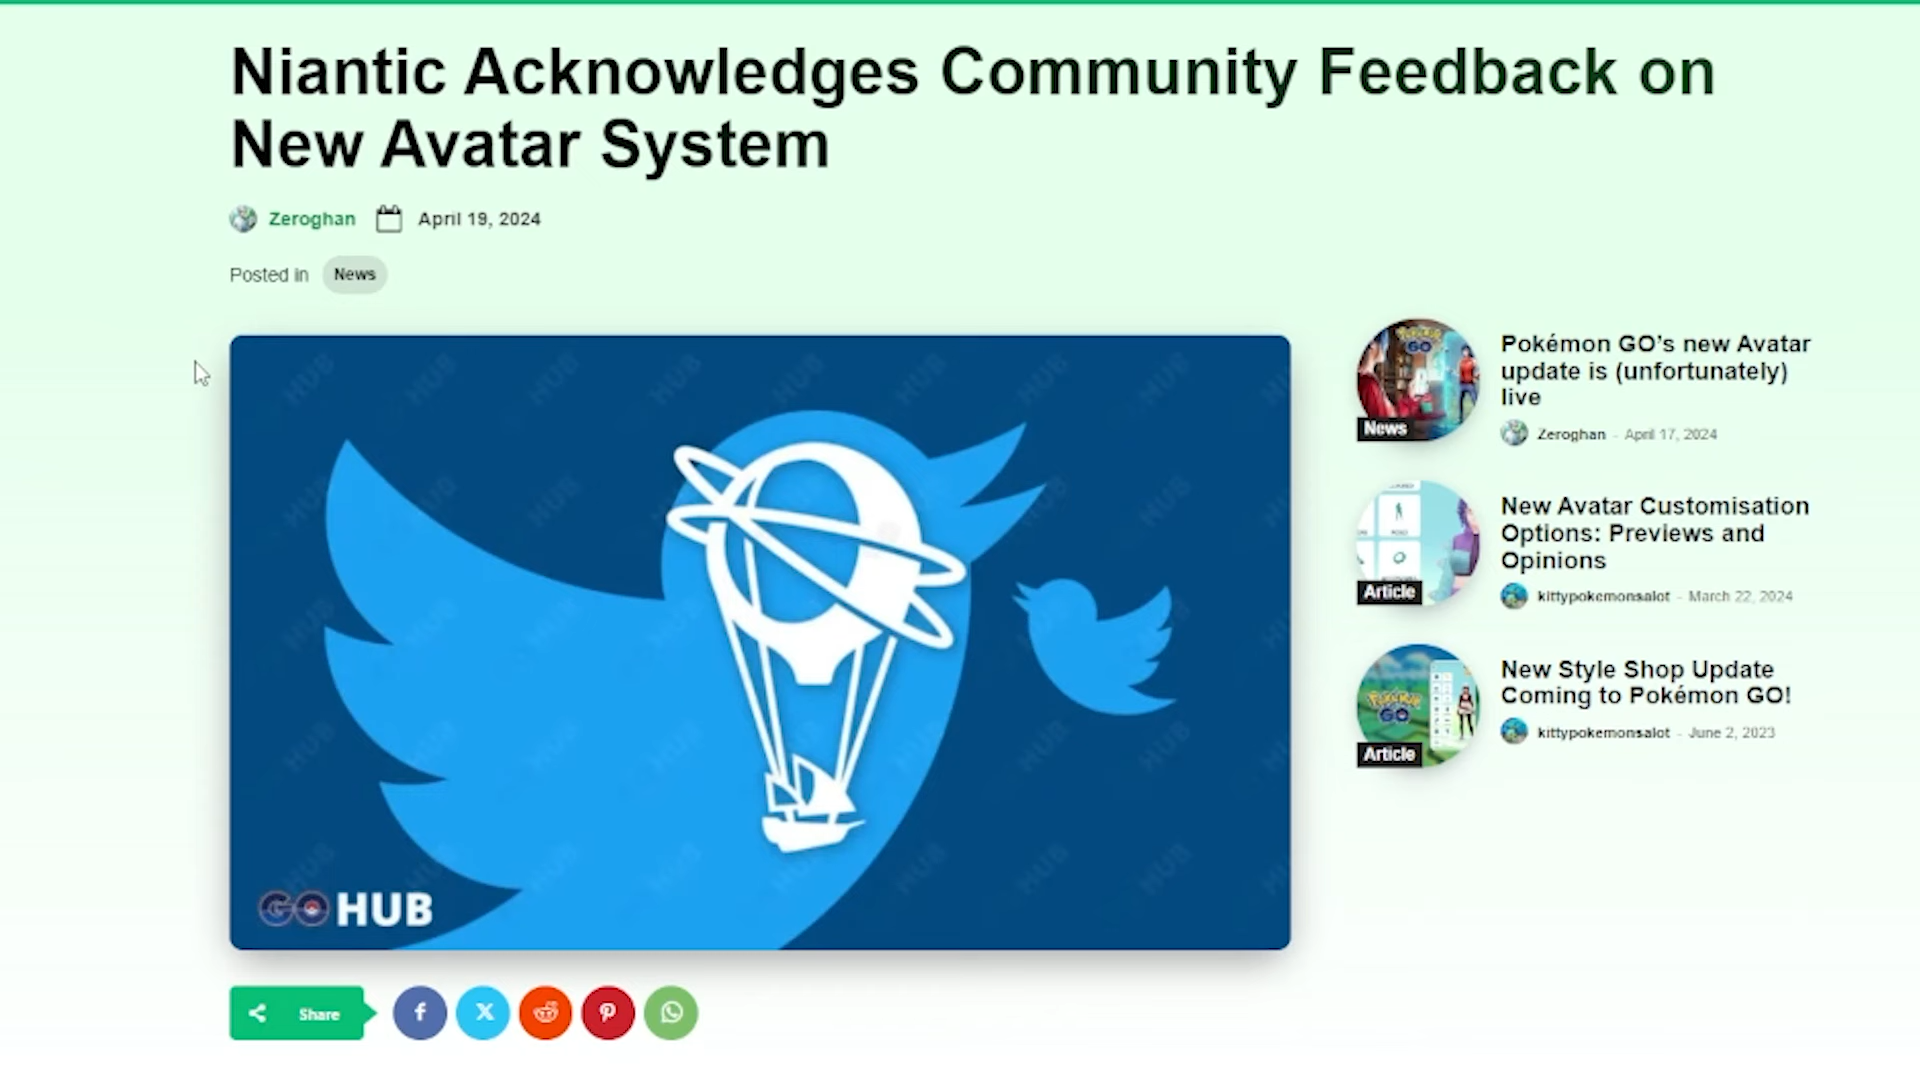 Niantic Acknowledges Community Feedback on
New Avatar System
Zeroghan April 19, 2024
Posted in News
GO HUB
Share
Pokémon GO’s new Avatar
update is (unfortunately)
live
News
Zeroghan - April 17, 2024
New Avatar Customisation
Options: Previews and
Opinions
Article
kittypokemonsalot - March 22, 2024
New Style Shop Update
Coming to Pokémon GO!
Article
kittypokemonsalot - June 2, 2023